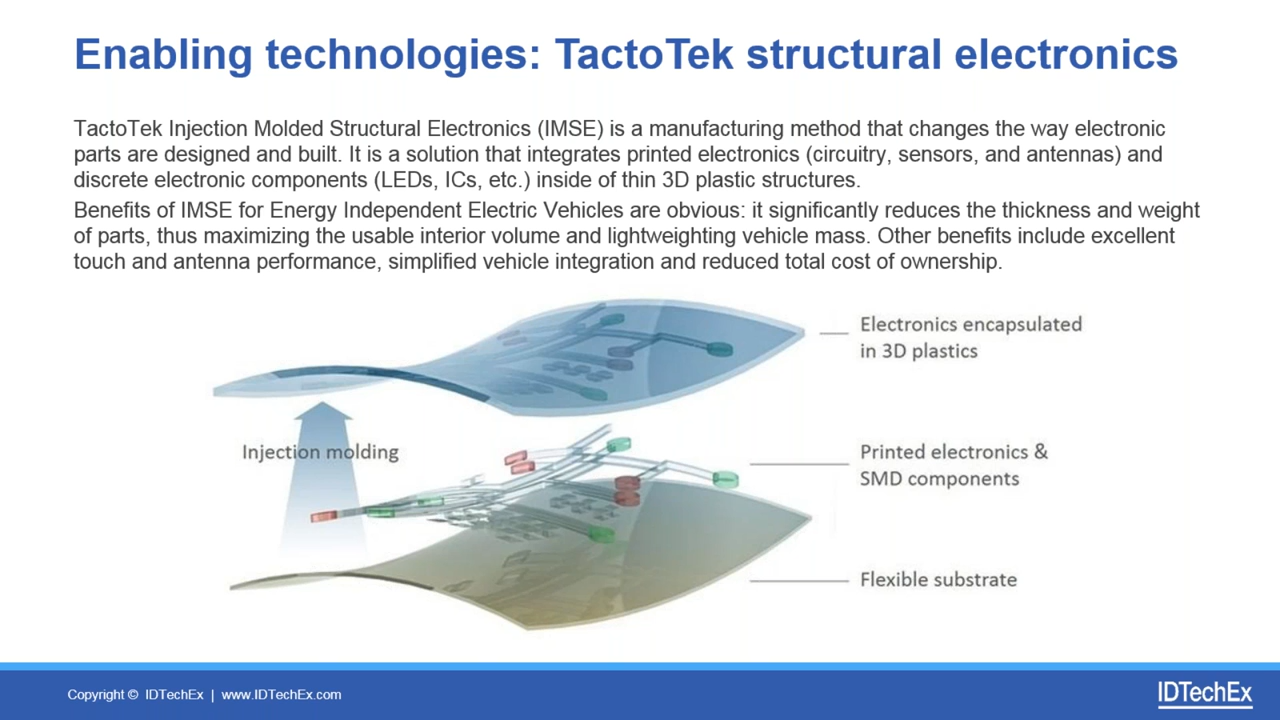 Enabling technologies: TactoTek structural electronics
TactoTek Injection Molded Structural Electronics (IMSE) is a manufacturing method that changes the way electronic
parts are designed and built. It is a solution that integrates printed electronics (circuitry, sensors, and antennas) and
discrete electronic components (LEDs, ICs, etc.) inside of thin 3D plastic structures.
Benefits of IMSE for Energy Independent Electric Vehicles are obvious: it significantly reduces the thickness and weight
of parts, thus maximizing the usable interior volume and lightweighting vehicle mass. Other benefits include excellent
touch and antenna performance, simplified vehicle integration and reduced total cost of ownership.
Electronics encapsulated
in 3D plastics
Injection molding
Printed electronics &
SMD components
Flexible substrate
Copyright © IDTechEx | www.IDTechEx.com
IDTechEx